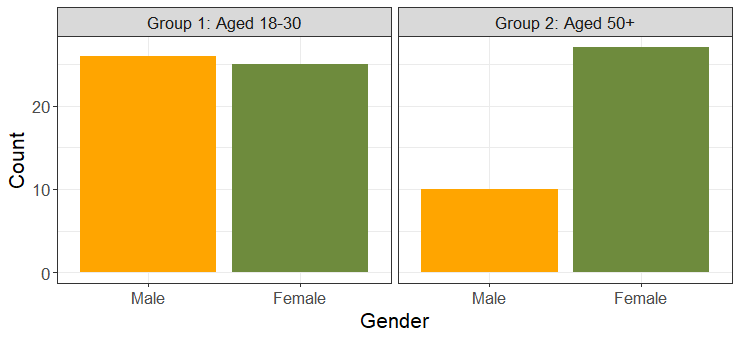 Group 1: Aged 18-30
Group 2: Aged 50+
Count
20
10
0
Male
Female
Male
Female
Gender